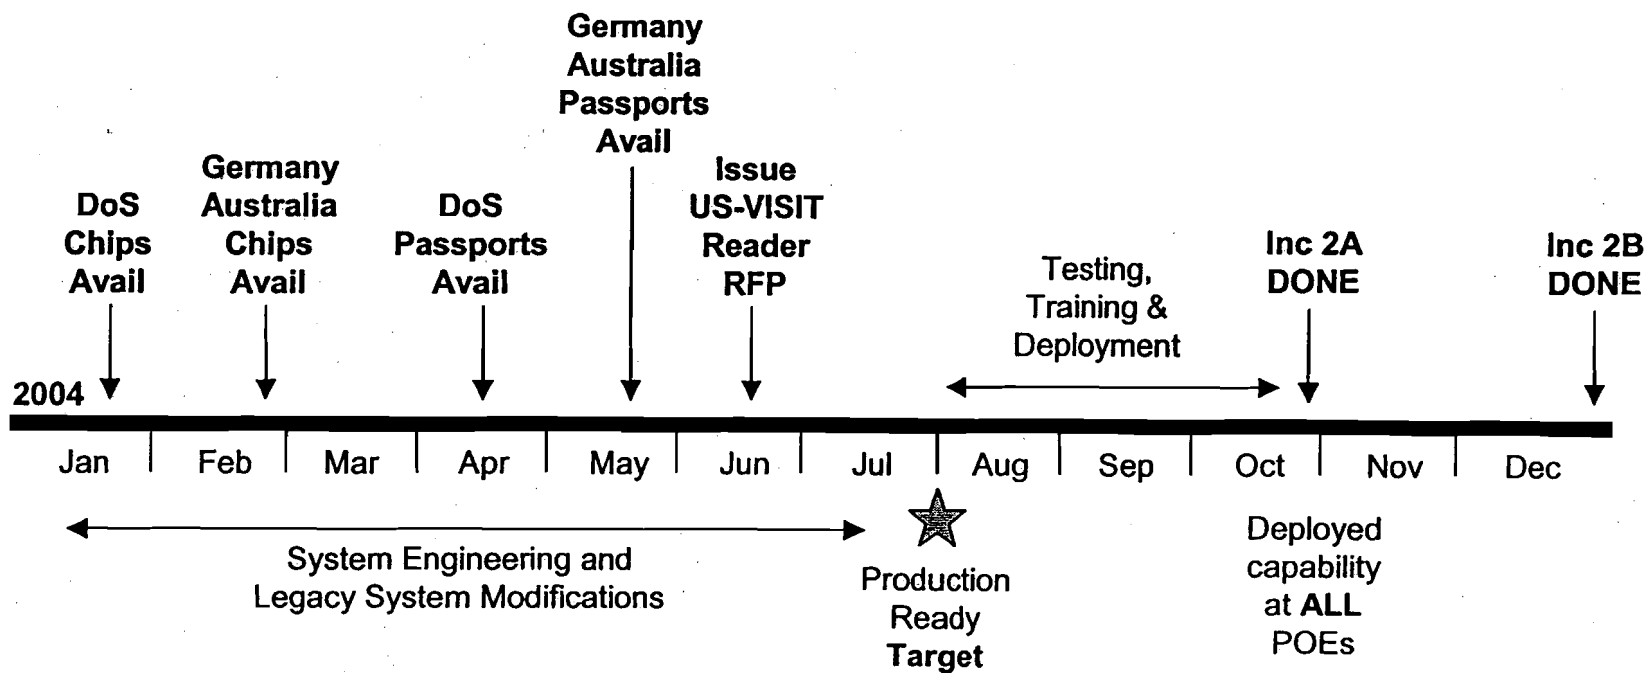 Germany
Australia
Passports
Avail
DoS
Chips
Avail
Germany
Australia
Chips
Avail
DoS
Passports
Avail
Issue
US-VISIT
Reader
RFP
Testing,
Training &
Deployment
Inc 2A
DONE
Inc 2B
DONE
2004
Jan
Feb
Mar
Apr
May
Jun
Jul
Aug
Sep
Oct
Nov
Dec
System Engineering and
Legacy System Modifications
Production
Ready
Target
Deployed
capability
at ALL
POEs